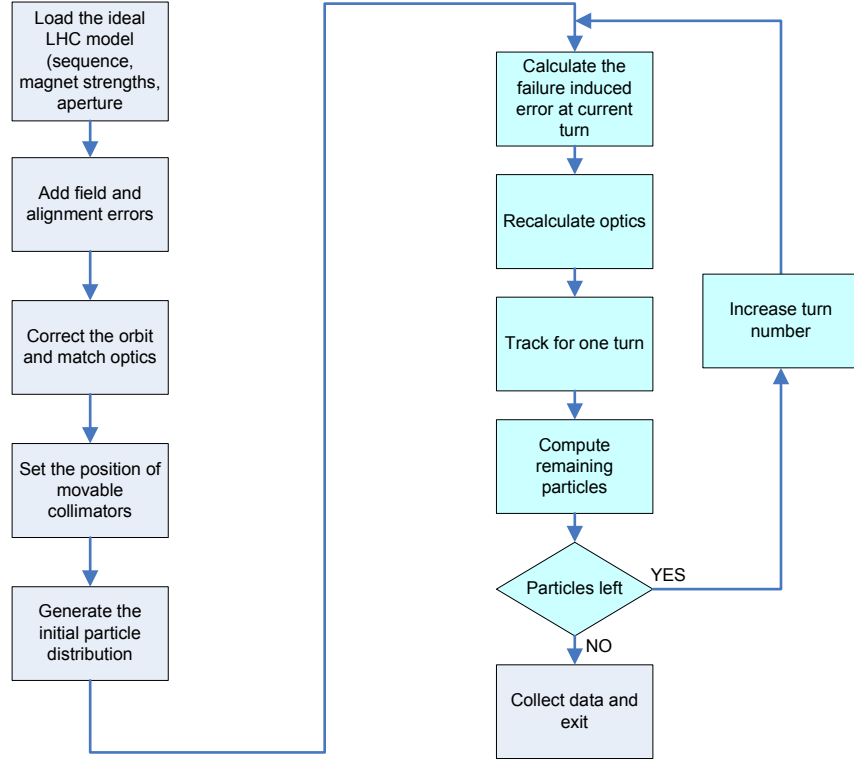 Load the ideal
LHC model
(sequence,
magnet strengths,
aperture
Add field and
alignment errors
Correct the orbit
and match optics
Set the position of
movable
collimators
Generate the
initial particle
distribution
Calculate the
failure induced
error at current
turn
Recalculate optics
Track for one turn
Compute
remaining
particles
Particles left
YES
NO
Increase turn
number
Collect data and
exit